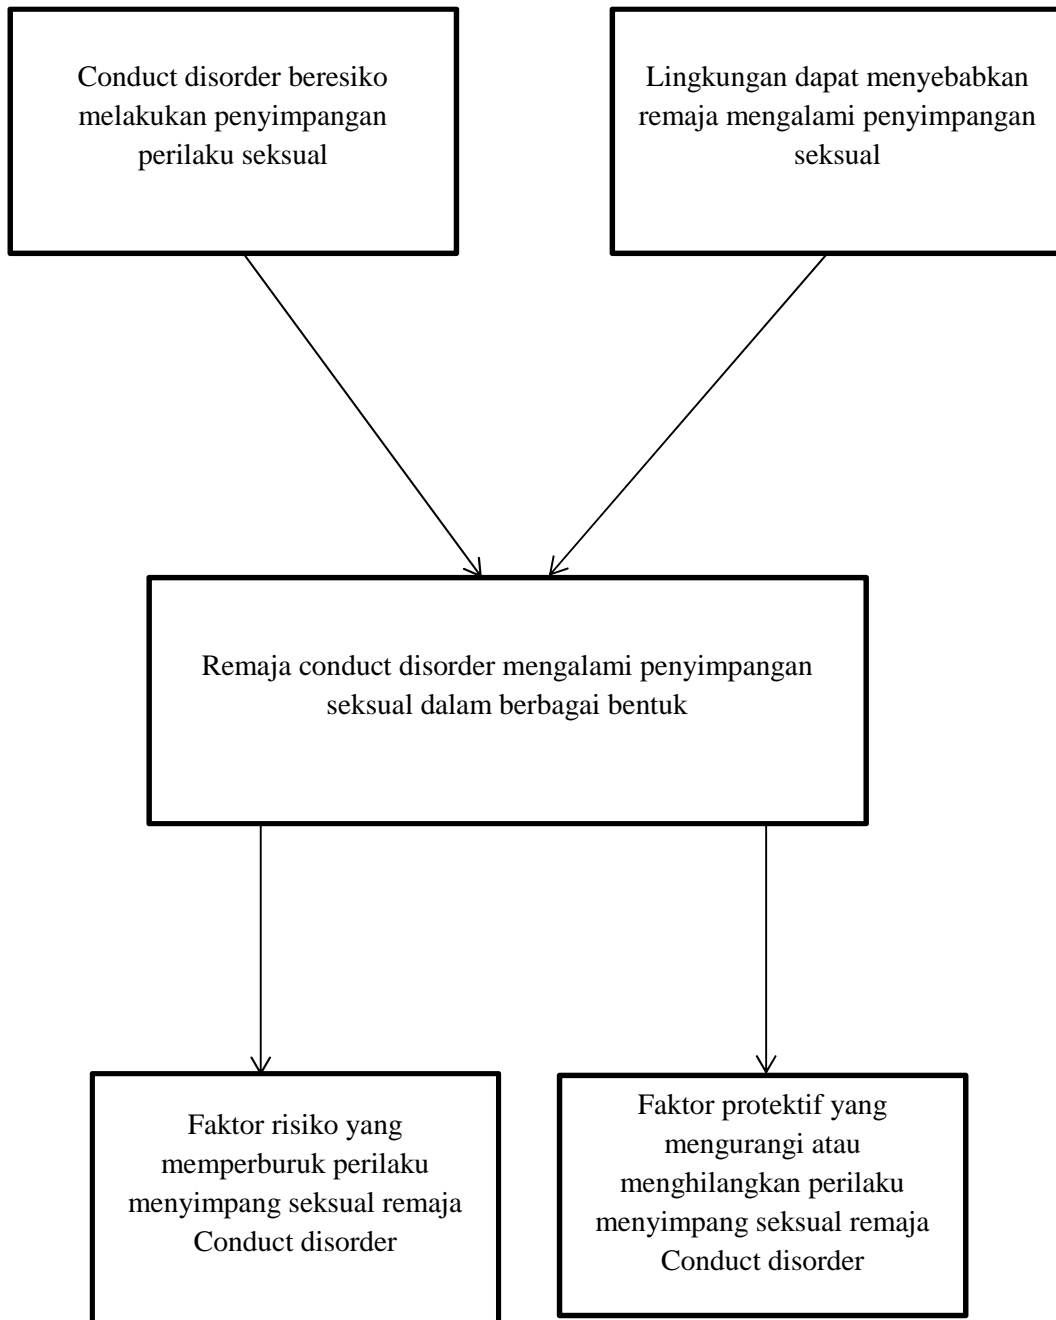 Conduct disorder beresiko
melakukan penyimpangan
perilaku seksual
Lingkungan dapat menyebabkan
remaja mengalami penyimpangan
seksual
Remaja conduct disorder mengalami penyimpangan
seksual dalam berbagai bentuk
Faktor risiko yang
memperburuk perilaku
menyimpang seksual remaja
Conduct disorder
Faktor protektif yang
mengurangi atau
menghilangkan perilaku
menyimpang seksual remaja
Conduct disorder